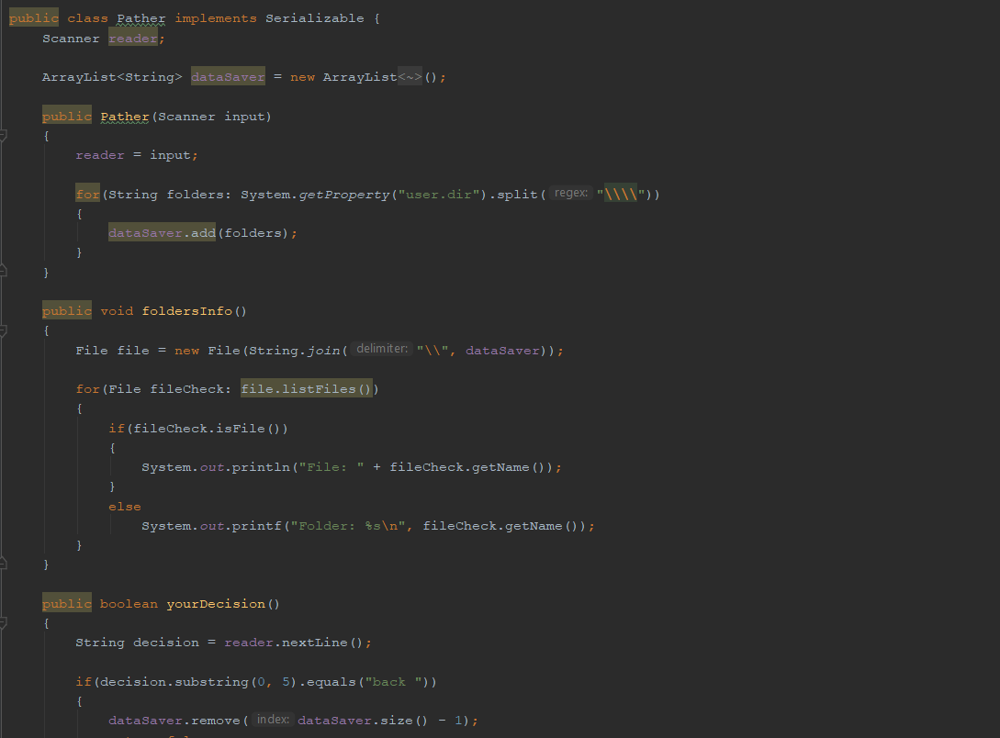 public class Pather implements Serializable {
Scanner reader;
ArrayList<String> dataSaver = new ArrayList<~>();
public Pather(Scanner input)
{
reader = input;
for(String folders: System.getProperty("user.dir").split( regex: "\\\\"))
{
dataSaver.add(folders);
}
}
public void foldersInfo()
{
File file = new File(String.join( delimiter: "\\", dataSaver));
for(File fileCheck: file.listFiles())
{
if(fileCheck.isFile())
{
System.out.println("File: " + fileCheck.getName());
}
else
System.out.printf("Folder: %s\n", fileCheck.getName());
}
}
public boolean yourDecision()
{
String decision = reader.nextLine();
if(decision.substring(0, 5).equals("back "))
{
dataSaver.remove( index: dataSaver.size() - 1);